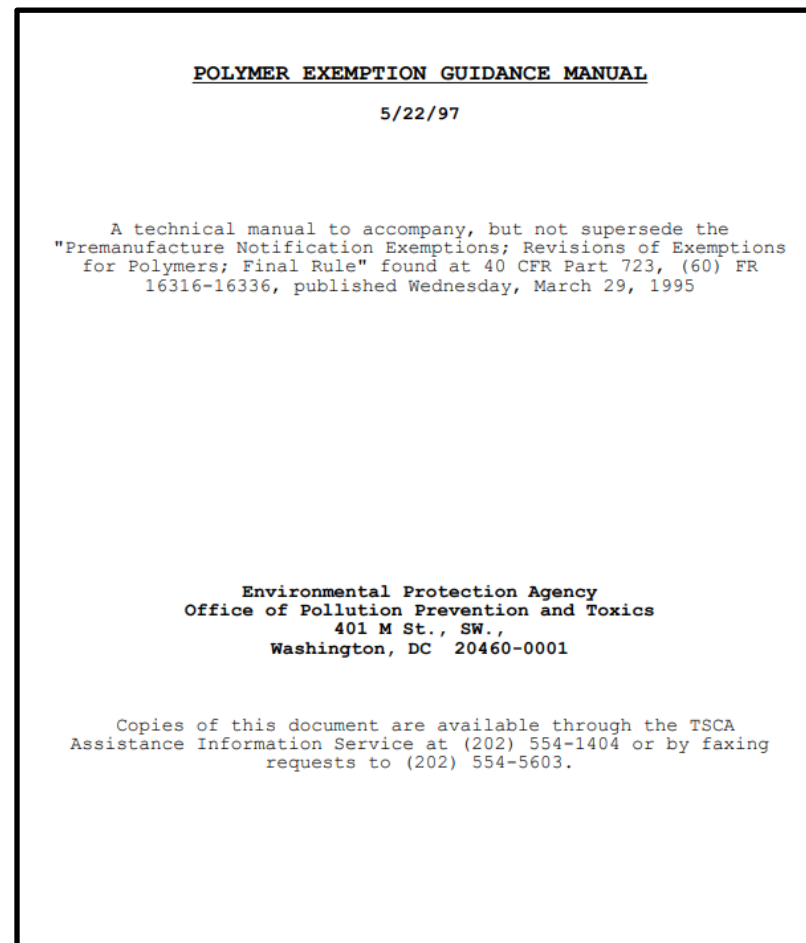 POLYMER EXEMPTION GUIDANCE MANUAL
5/22/97
A technical manual to accompany, but not supersede the
"Premanufacture Notification Exemptions; Revisions of Exemptions
for Polymers; Final Rule" found at 40 CFR Part 723, (60) FR
16316-16336, published Wednesday, March 29, 1995
Environmental Protection Agency
Office of Pollution Prevention and Toxics
401 M St., SW.,
Washington, DC 20460-0001
Copies of this document are available through the TSCA
Assistance Information Service at (202) 554-1404 or by faxing
requests to (202) 554-5603.